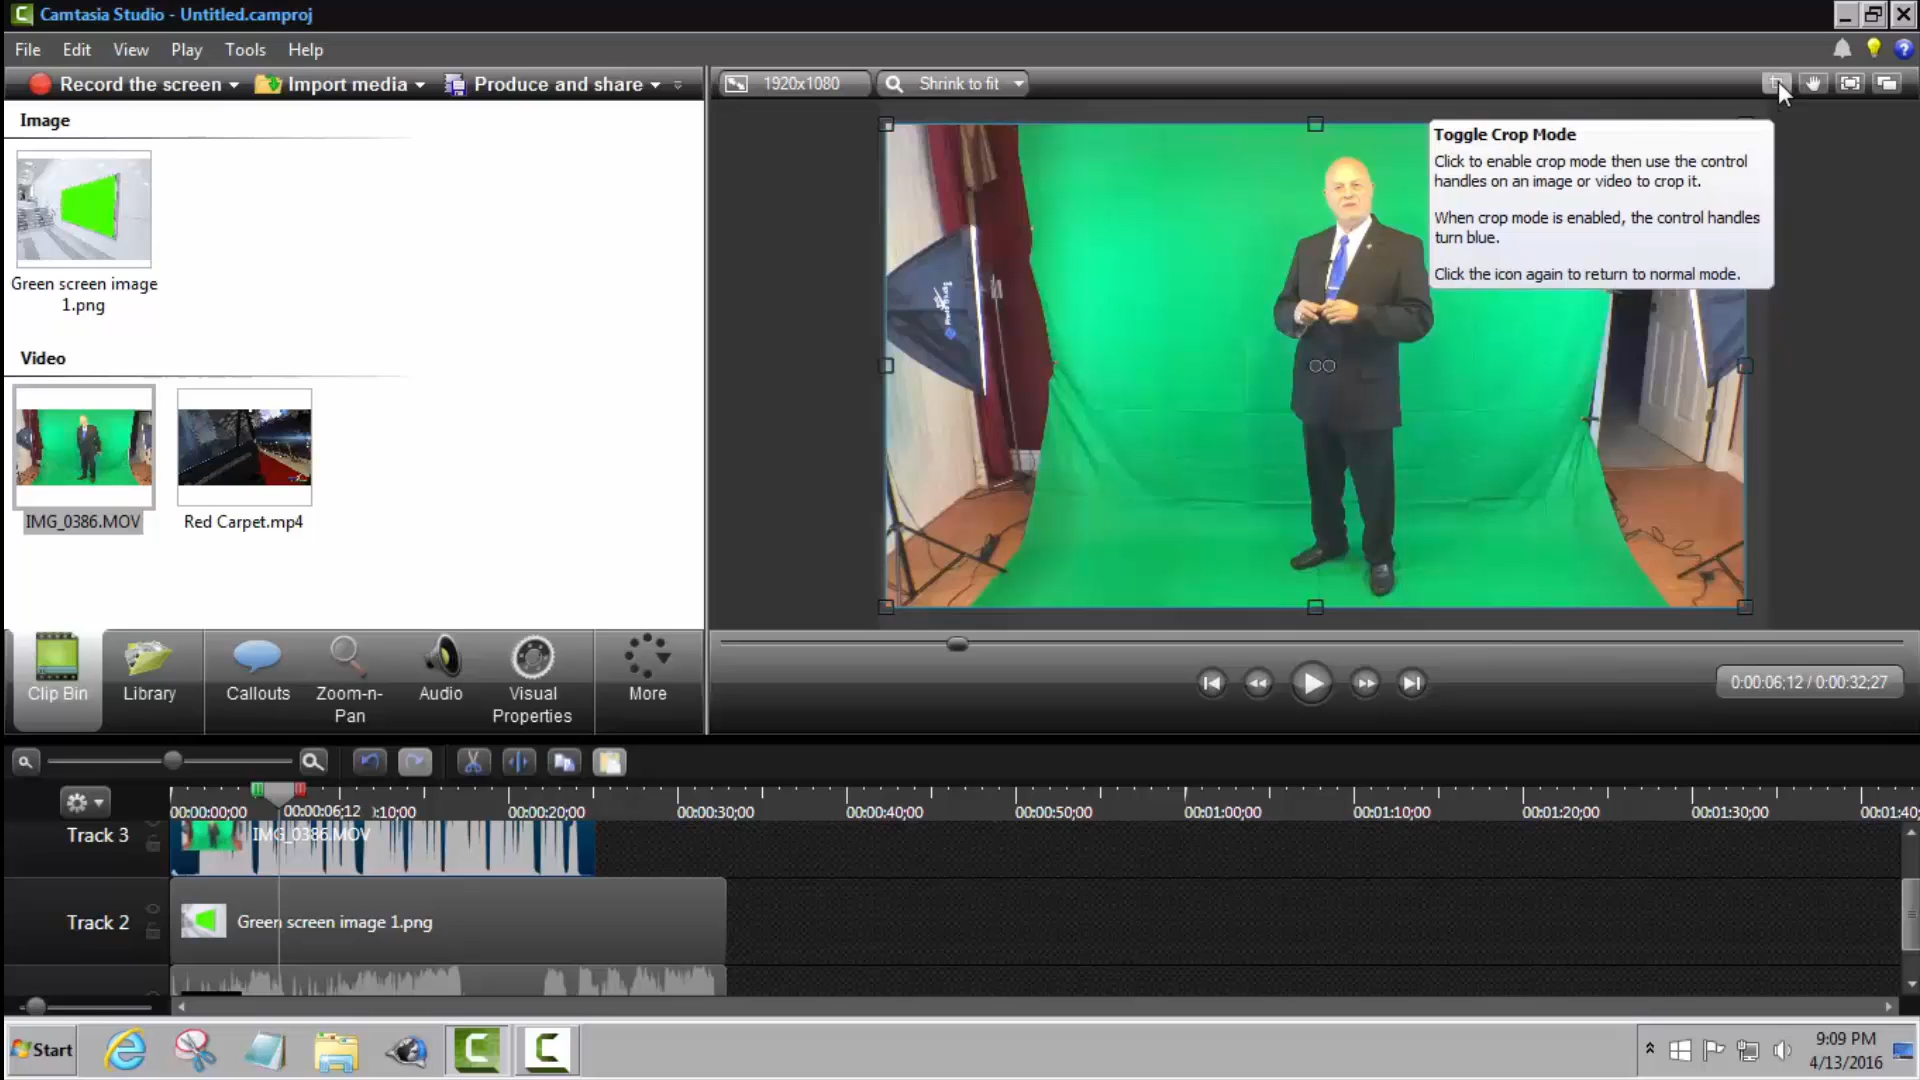 Camtasia Studio - Untitled.camproj
File Edit View Play Tools Help
Record the screen Import media Produce and share
1920x1080 Shrink to fit
Image
Green screen image
1.png
Video
IMG_0386.MOV
Red Carpet.mp4
Toggle Crop Mode
Click to enable crop mode then use the control
handles on an image or video to crop it.
When crop mode is enabled, the control handles
turn blue.
Click the icon again to return to normal mode.
Clip Bin
Library
Callouts
Zoom-n-
Pan
Audio
Visual
Properties
More
0:00:06;12 / 0:00:32;27
00:00:00;00 00:00:06;12 :10;00 00:00:20;00 00:00:30;00 00:00:40;00 00:00:50;00 00:01:00;00 00:01:10;00 00:01:20;00 00:01:30;00 00:01:40;
Track 3
IMG_0386.MOV
Track 2
Green screen image 1.png
Start
9:09 PM
4/13/2016